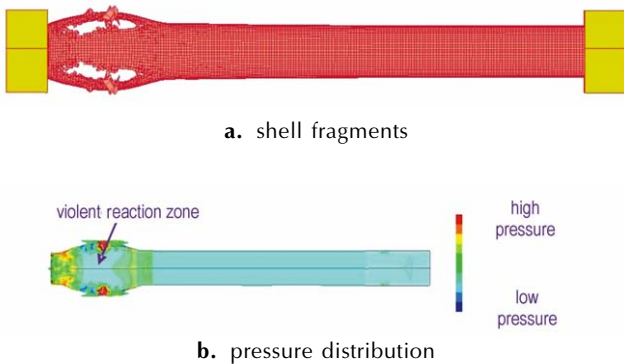 a. shell fragments
violent reaction zone
high
pressure
low
pressure
b. pressure distribution